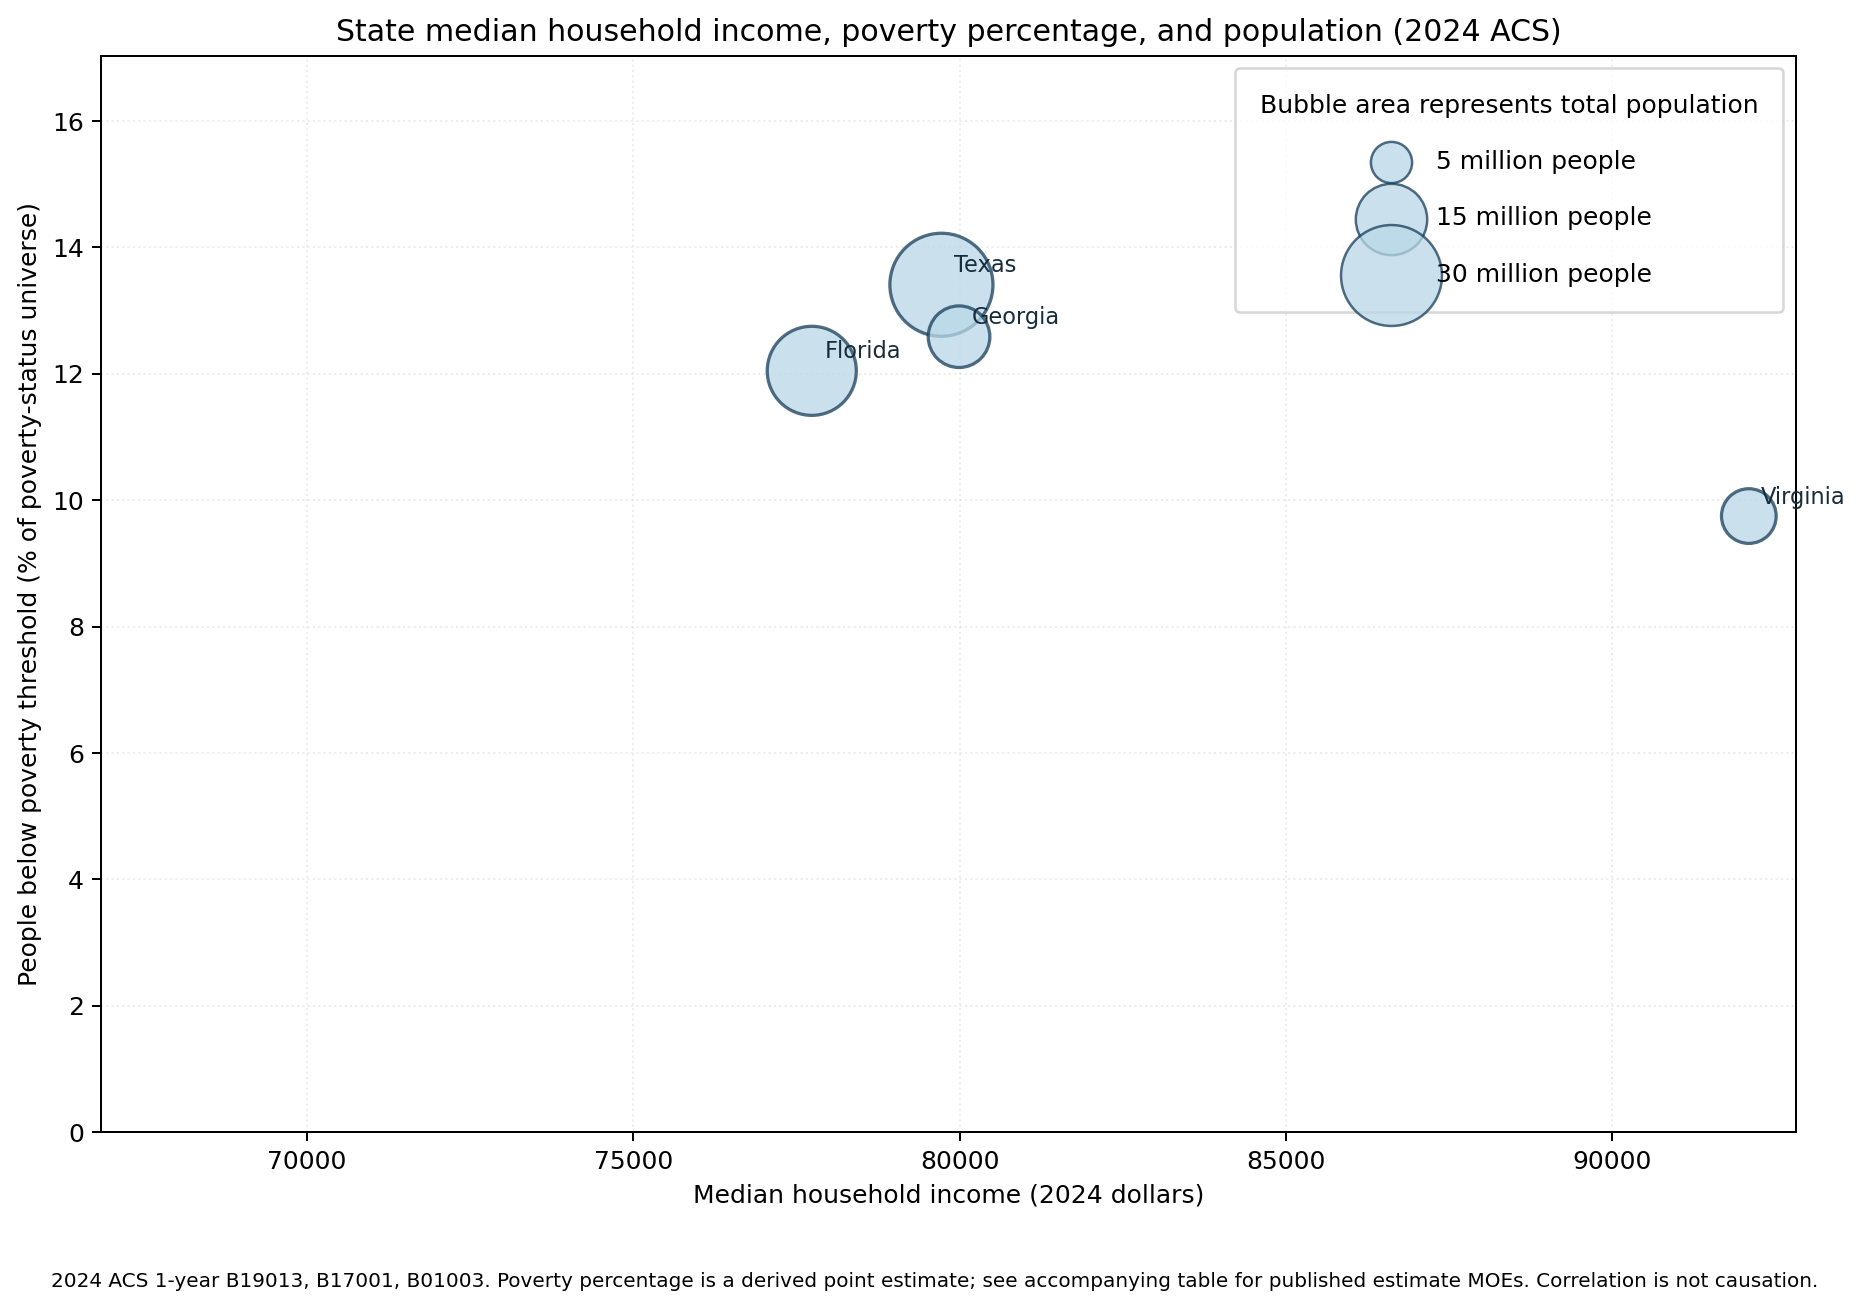 State median household income, poverty percentage, and population (2024 ACS)
Bubble area represents total population
5 million people
15 million people
30 million people
People below poverty threshold (% of poverty-status universe)
16
14
12
10
8
6
4
2
0
Texas
Georgia
Florida
Virginia
70000
75000
80000
85000
90000
Median household income (2024 dollars)
2024 ACS 1-year B19013, B17001, B01003. Poverty percentage is a derived point estimate; see accompanying table for published estimate MOEs. Correlation is not causation.